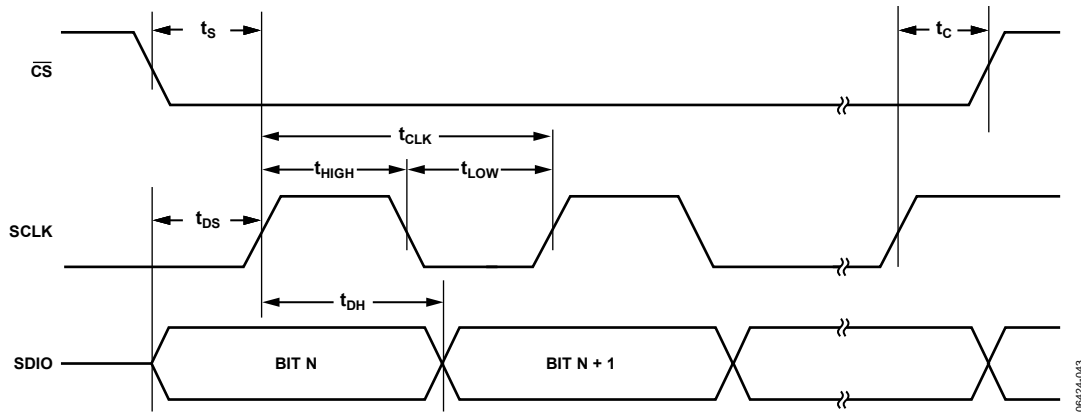 tS
tC
CS
tCLK
tHIGH
tLOW
tDS
SCLK
tDH
SDIO
BIT N
BIT N + 1
06424-043